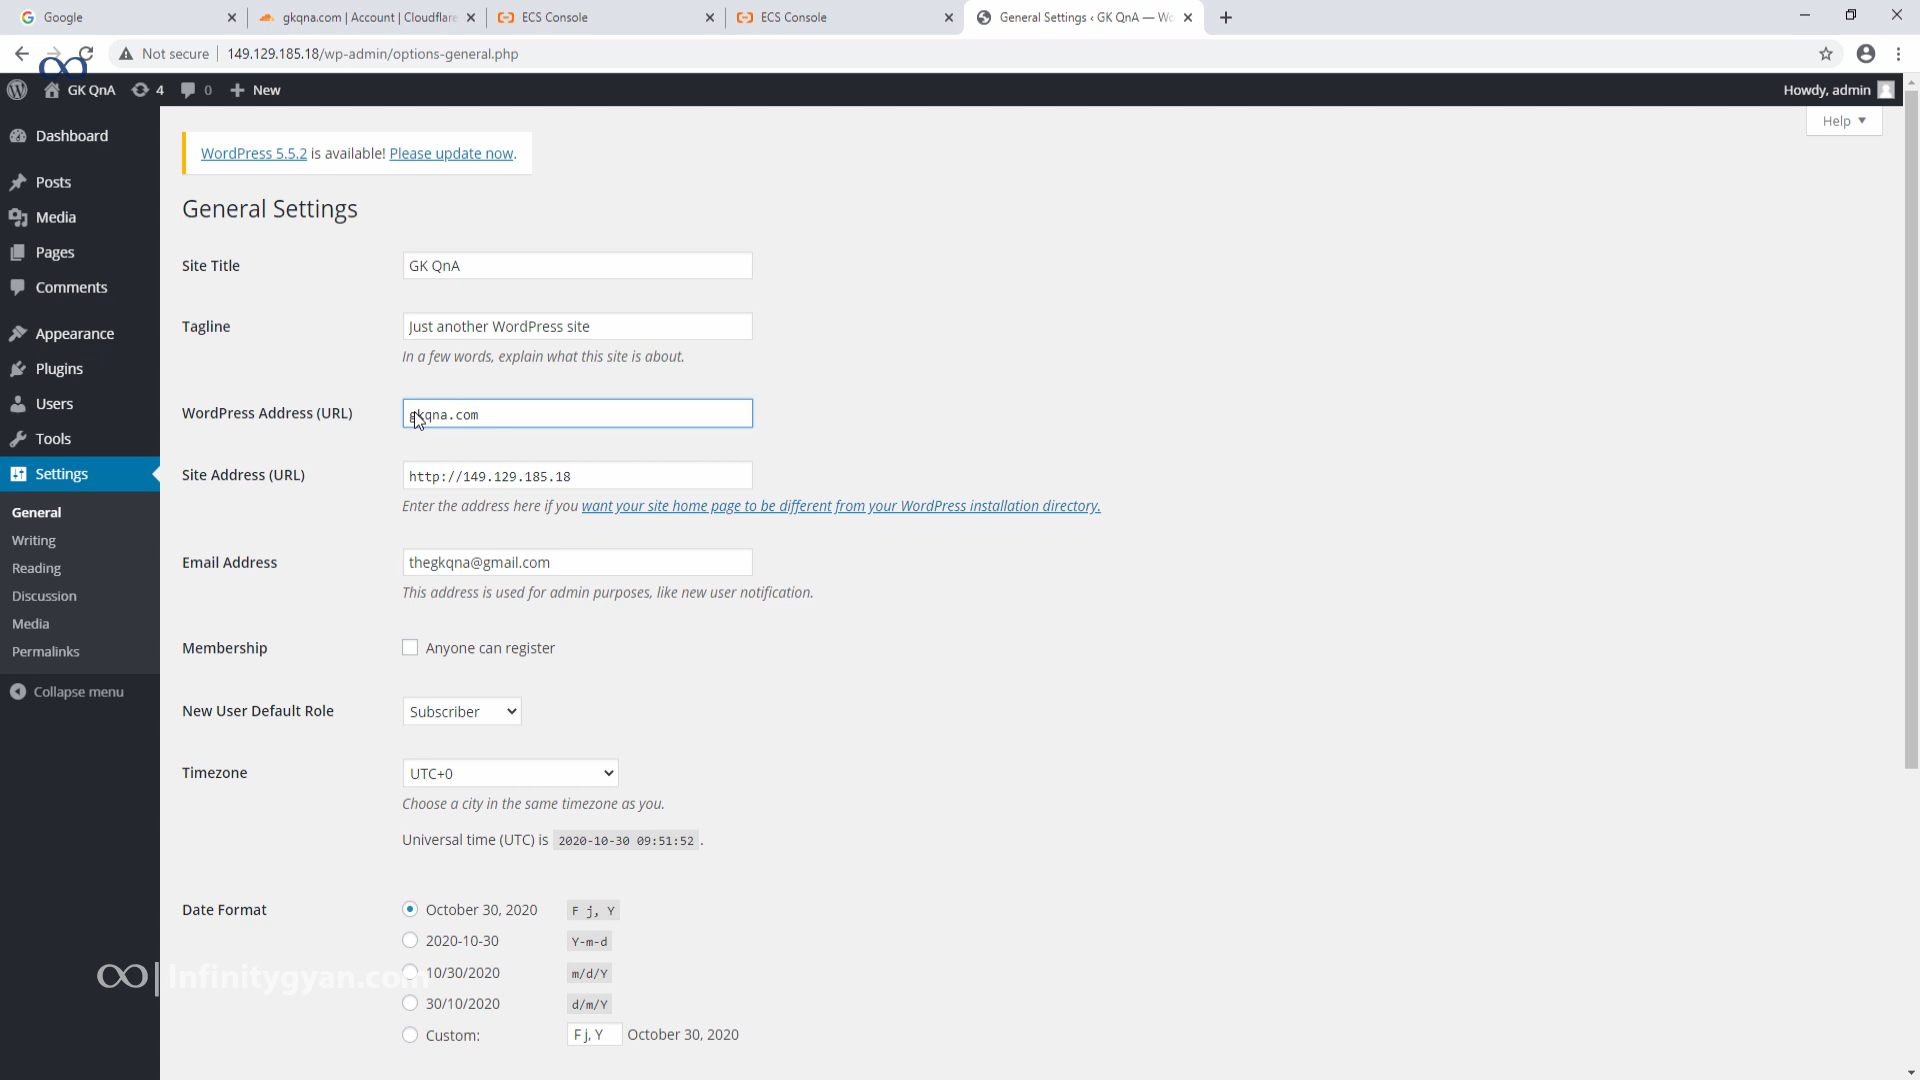 Google
gkqna.com | Account | Cloudflare
ECS Console
ECS Console
General Settings ‹ GK QnA — Wo
Not secure
149.129.185.18/wp-admin/options-general.php
GK QnA
4
0
New
Howdy, admin
Help
Dashboard
Posts
Media
Pages
Comments
Appearance
Plugins
Users
Tools
Settings
General
Writing
Reading
Discussion
Media
Permalinks
Collapse menu
WordPress 5.5.2 is available! Please update now.
General Settings
Site Title
GK QnA
Tagline
Just another WordPress site
In a few words, explain what this site is about.
WordPress Address (URL)
gkqna.com
Site Address (URL)
http://149.129.185.18
Enter the address here if you want your site home page to be different from your WordPress installation directory.
Email Address
thegkqna@gmail.com
This address is used for admin purposes, like new user notification.
Membership
Anyone can register
New User Default Role
Subscriber
Timezone
UTC+0
Choose a city in the same timezone as you.
Universal time (UTC) is 2020-10-30 09:51:52 .
Date Format
October 30, 2020 F j, Y
2020-10-30 Y-m-d
10/30/2020 m/d/Y
30/10/2020 d/m/Y
Custom: F j, Y October 30, 2020
Infinitygyan.com